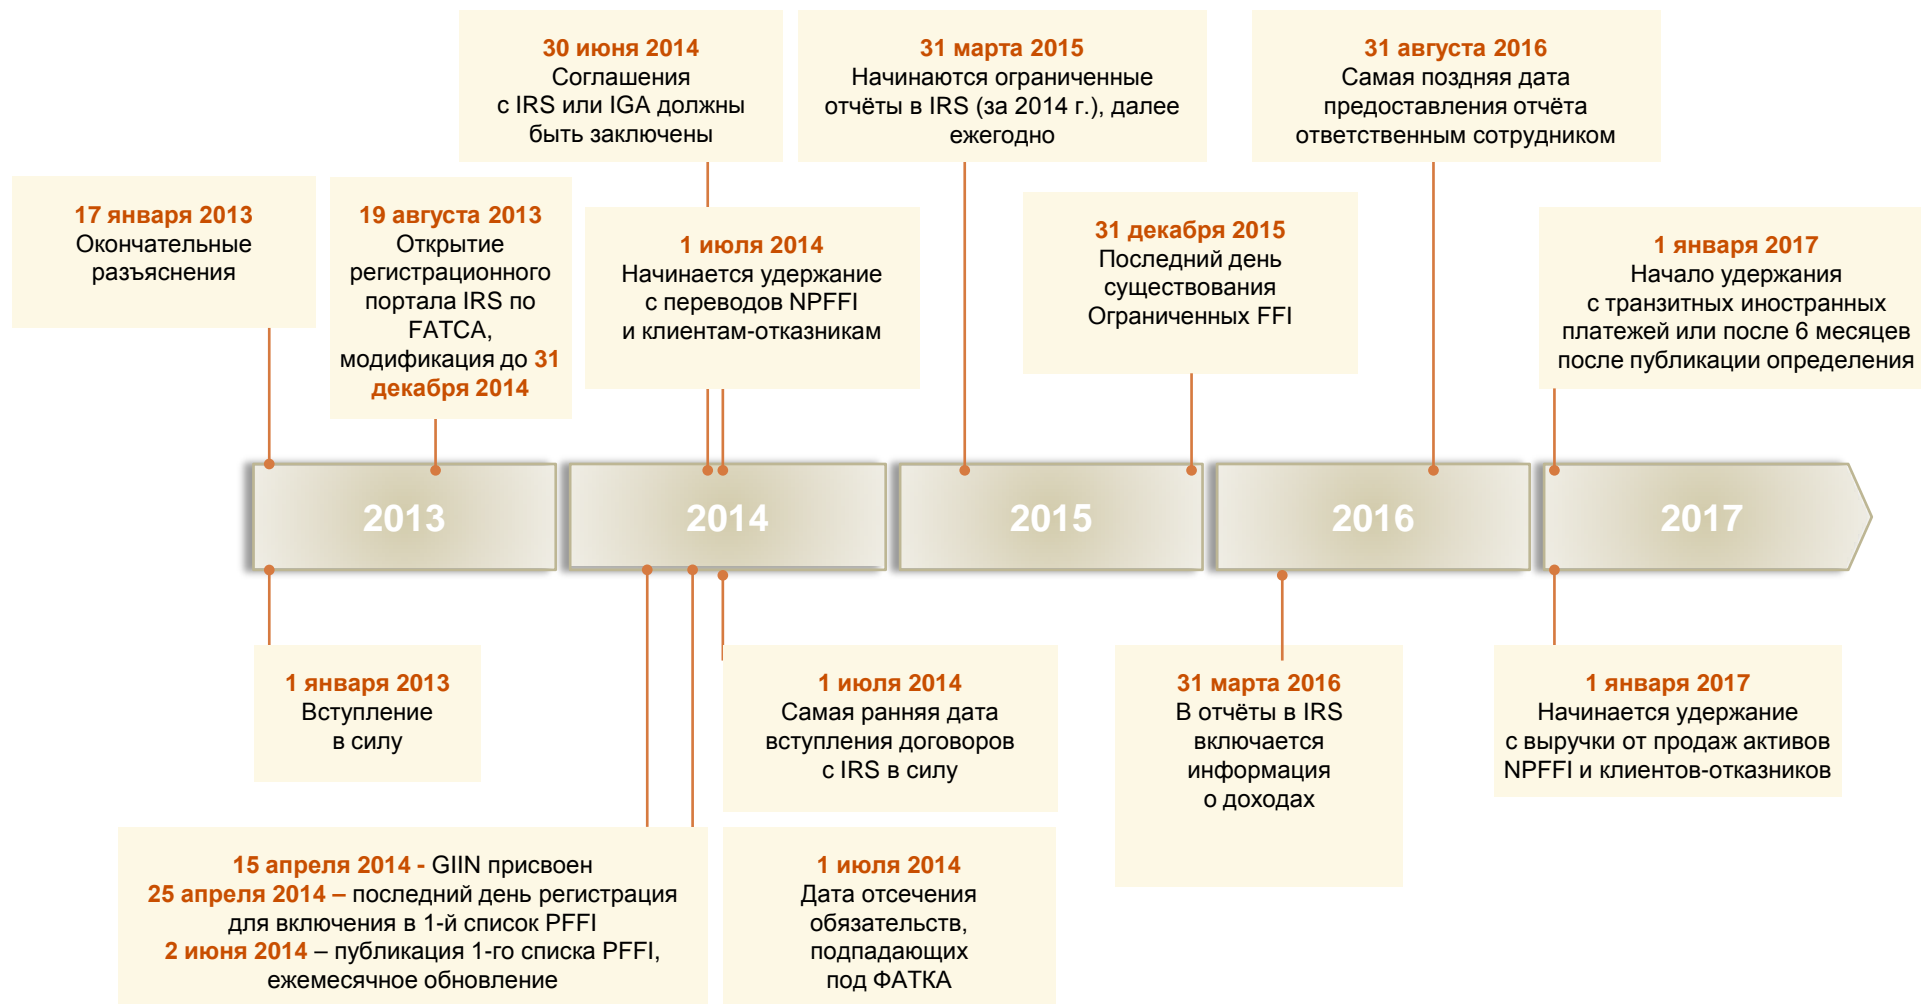 30 июня 2014
Соглашения
с IRS или IGA должны
быть заключены
31 марта 2015
Начинаются ограниченные
отчёты в IRS (за 2014 г.), далее
ежегодно
31 августа 2016
Самая поздняя дата
предоставления отчёта
ответственным сотрудником
17 января 2013
Окончательные
разъяснения
19 августа 2013
Открытие
регистрационного
портала IRS по
FATCA,
модификация до 31
декабря 2014
1 июля 2014
Начинается удержание
с переводов NPFFI
и клиентам-отказникам
31 декабря 2015
Последний день
существования
Ограниченных FFI
1 января 2017
Начало удержания
с транзитных иностранных
платежей или после 6 месяцев
после публикации определения
2013
2014
2015
2016
2017
1 января 2013
Вступление
в силу
1 июля 2014
Самая ранняя дата
вступления договоров
с IRS в силу
31 марта 2016
В отчёты в IRS
включается
информация
о доходах
1 января 2017
Начинается удержание
с выручки от продаж активов
NPFFI и клиентов-отказников
15 апреля 2014 - GIIN присвоен
25 апреля 2014 – последний день регистрация
для включения в 1-й список PFFI
2 июня 2014 – публикация 1-го списка PFFI,
ежемесячное обновление
1 июля 2014
Дата отсечения
обязательств,
подпадающих
под ФАТКА